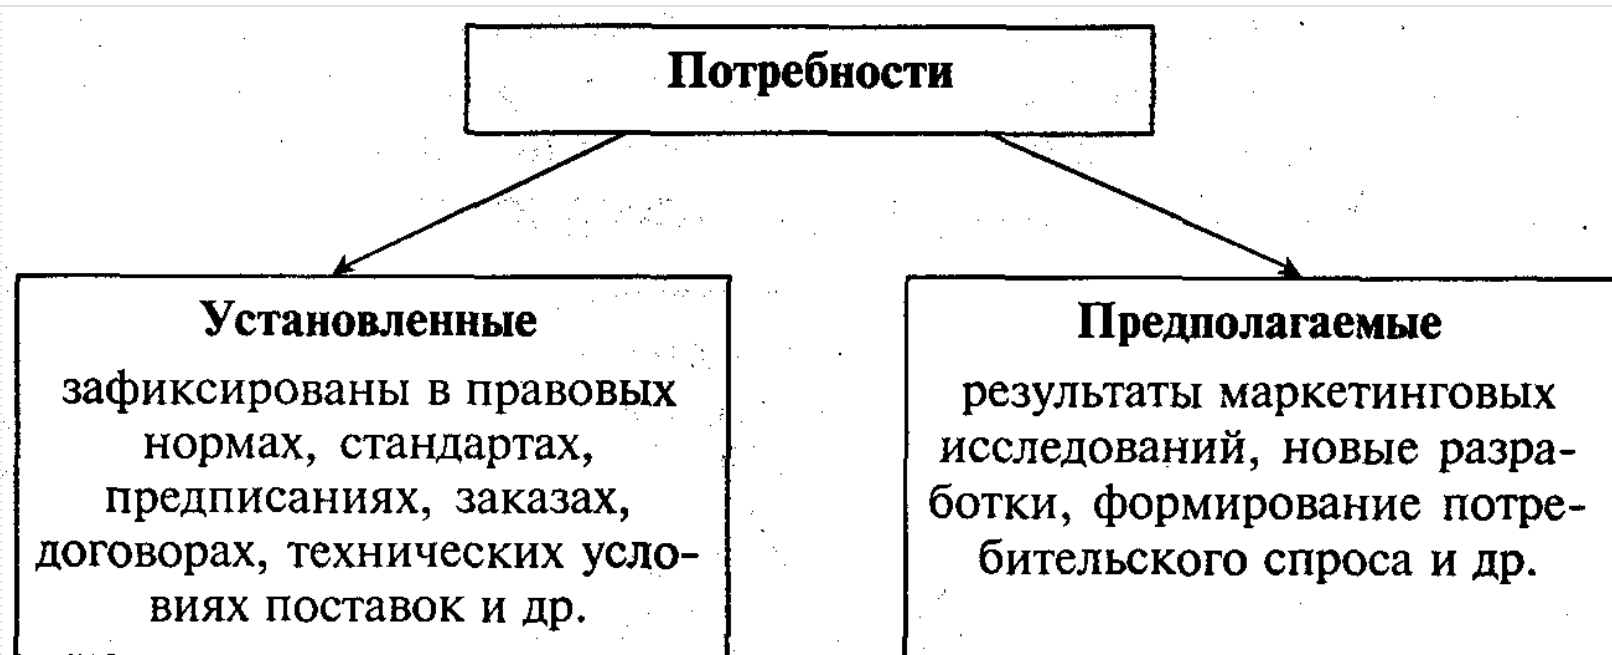 Потребности
Установленные
зафиксированы в правовых
нормах, стандартах,
предписаниях, заказах,
договорах, технических усло-
виях поставок и др.
Предполагаемые
результаты маркетинговых
исследований, новые разра-
ботки, формирование потре-
бительского спроса и др.